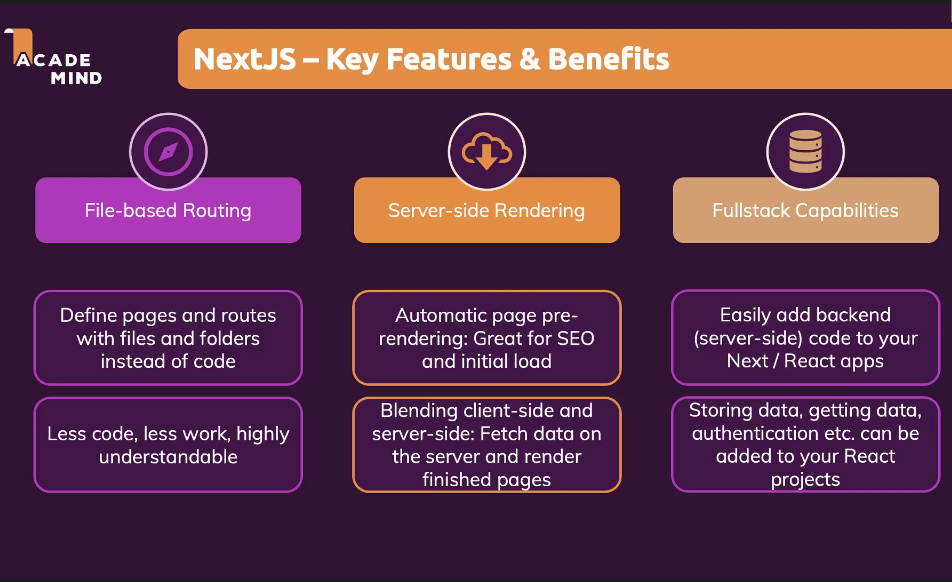 ACADE
MIND
NextJS – Key Features & Benefits
File-based Routing
Server-side Rendering
Fullstack Capabilities
Define pages and routes
with files and folders
instead of code
Automatic page pre-
rendering: Great for SEO
and initial load
Easily add backend
(server-side) code to your
Next / React apps
Less code, less work, highly
understandable
Blending client-side and
server-side: Fetch data on
the server and render
finished pages
Storing data, getting data,
authentication etc. can be
added to your React
projects